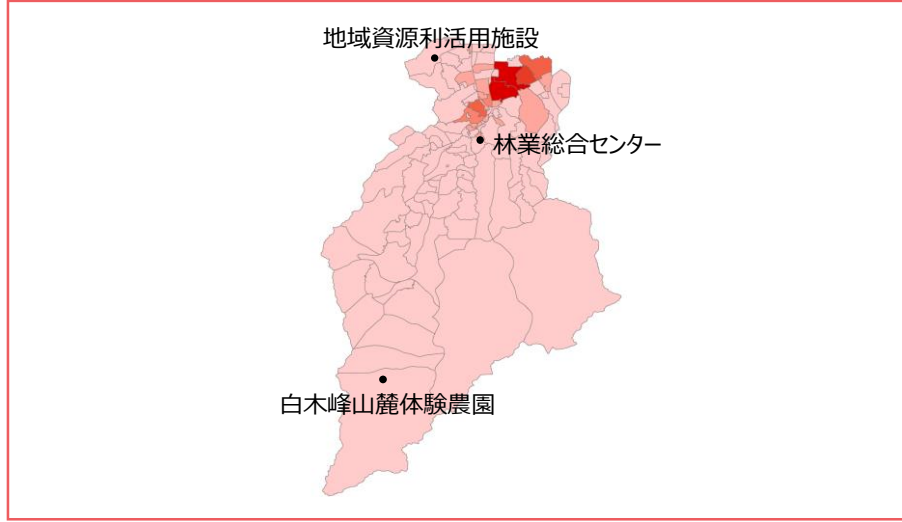 地域資源利活用施設
林業総合センター
白木峰山麓体験農園